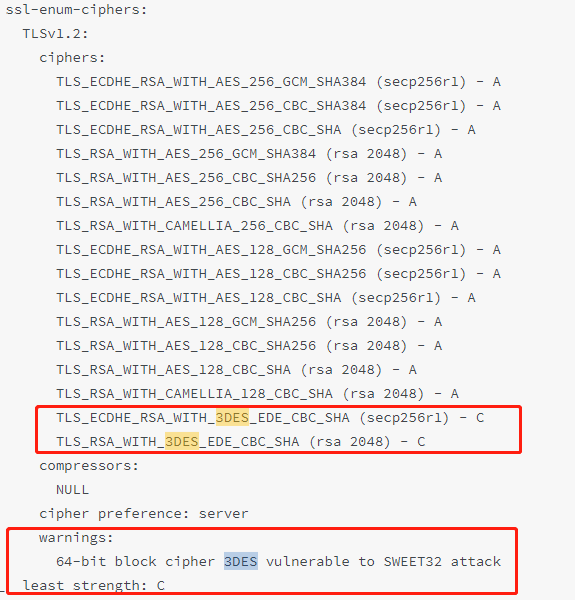 ssl-enum-ciphers:
TLSv1.2:
ciphers:
TLS_ECDHE_RSA_WITH_AES_256_GCM_SHA384 (secp256r1) - A
TLS_ECDHE_RSA_WITH_AES_256_CBC_SHA384 (secp256r1) - A
TLS_ECDHE_RSA_WITH_AES_256_CBC_SHA (secp256r1) - A
TLS_RSA_WITH_AES_256_GCM_SHA384 (rsa 2048) - A
TLS_RSA_WITH_AES_256_CBC_SHA256 (rsa 2048) - A
TLS_RSA_WITH_AES_256_CBC_SHA (rsa 2048) - A
TLS_RSA_WITH_CAMELLIA_256_CBC_SHA (rsa 2048) - A
TLS_ECDHE_RSA_WITH_AES_128_GCM_SHA256 (secp256r1) - A
TLS_ECDHE_RSA_WITH_AES_128_CBC_SHA256 (secp256r1) - A
TLS_ECDHE_RSA_WITH_AES_128_CBC_SHA (secp256r1) - A
TLS_RSA_WITH_AES_128_GCM_SHA256 (rsa 2048) - A
TLS_RSA_WITH_AES_128_CBC_SHA256 (rsa 2048) - A
TLS_RSA_WITH_AES_128_CBC_SHA (rsa 2048) - A
TLS_RSA_WITH_CAMELLIA_128_CBC_SHA (rsa 2048) - A
TLS_ECDHE_RSA_WITH_3DES_EDE_CBC_SHA (secp256r1) - C
TLS_RSA_WITH_3DES_EDE_CBC_SHA (rsa 2048) - C
compressors:
NULL
cipher preference: server
warnings:
64-bit block cipher 3DES vulnerable to SWEET32 attack
_ least strength: C